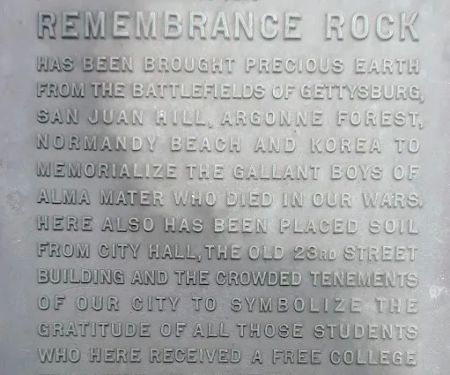 REMEMBRANCE ROCK
HAS BEEN BROUGHT PRECIOUS EARTH
FROM THE BATTLEFIELDS OF GETTYSBURG,
SAN JUAN HILL, ARGONNE FOREST,
NORMANDY BEACH AND KOREA TO
MEMORIALIZE THE GALLANT BOYS OF
ALMA MATER WHO DIED IN OUR WARS.
HERE ALSO HAS BEEN PLACED SOIL
FROM CITY HALL, THE OLD 23RD STREET
BUILDING AND THE CROWDED TENEMENTS
OF OUR CITY TO SYMBOLIZE THE
GRATITUDE OF ALL THOSE STUDENTS
WHO HERE RECEIVED A FREE COLLEGE